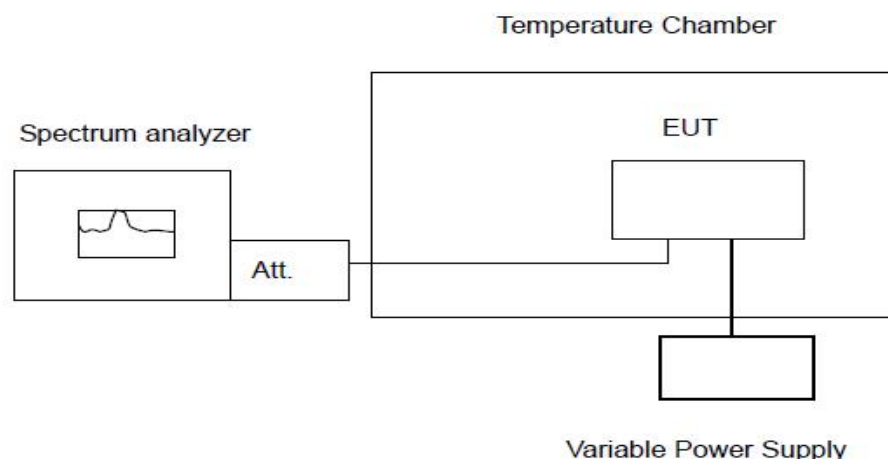 Temperature Chamber
Spectrum analyzer
EUT
Att.
Variable Power Supply